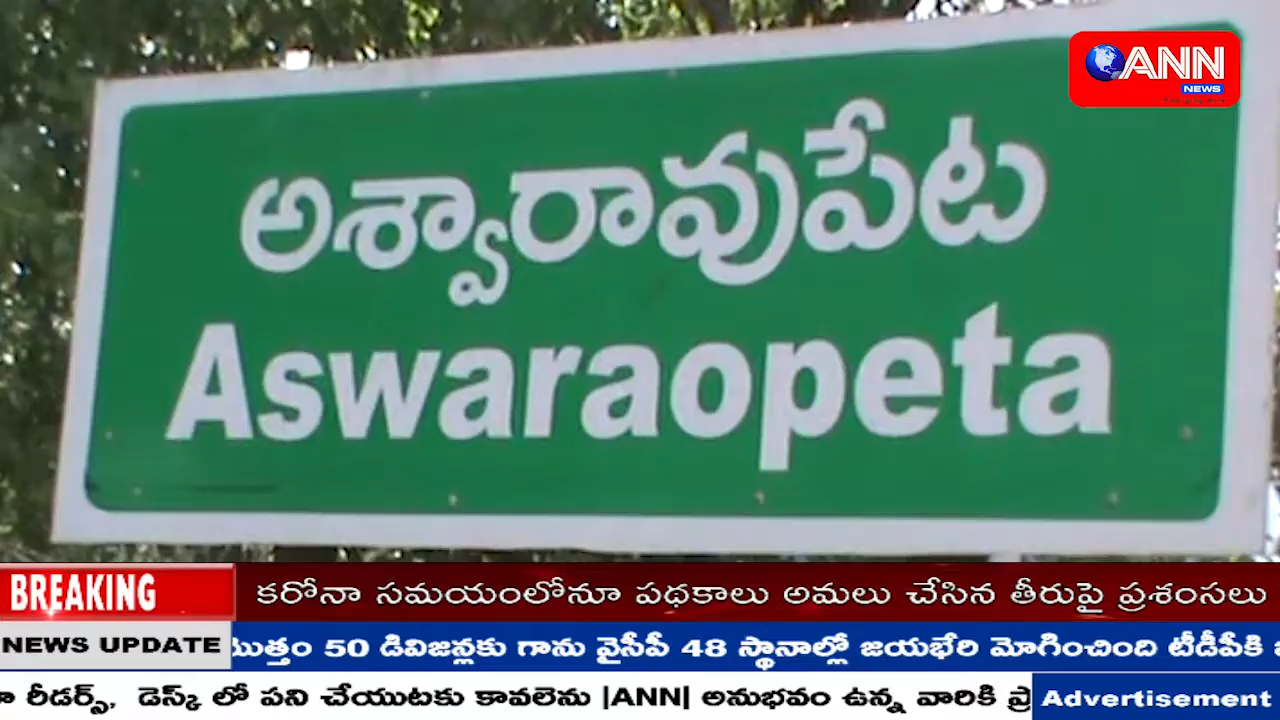 ANN
NEWS
అశ్వారావుపేట
Aswaraopeta
BREAKING
కరోనా సమయంలోనూ పథకాలు అమలు చేసిన తీరుపై ప్రశంసలు
NEWS UPDATE
50 డివిజన్లకు గాను వైసీపీ 48 స్థానాల్లో జయభేరి మోగించింది టీడీపీకి
రీడర్స్, డెస్క్ లో పని చేయుటకు కావలెను |ANN| అనుభవం ఉన్న వారికి
Advertisement